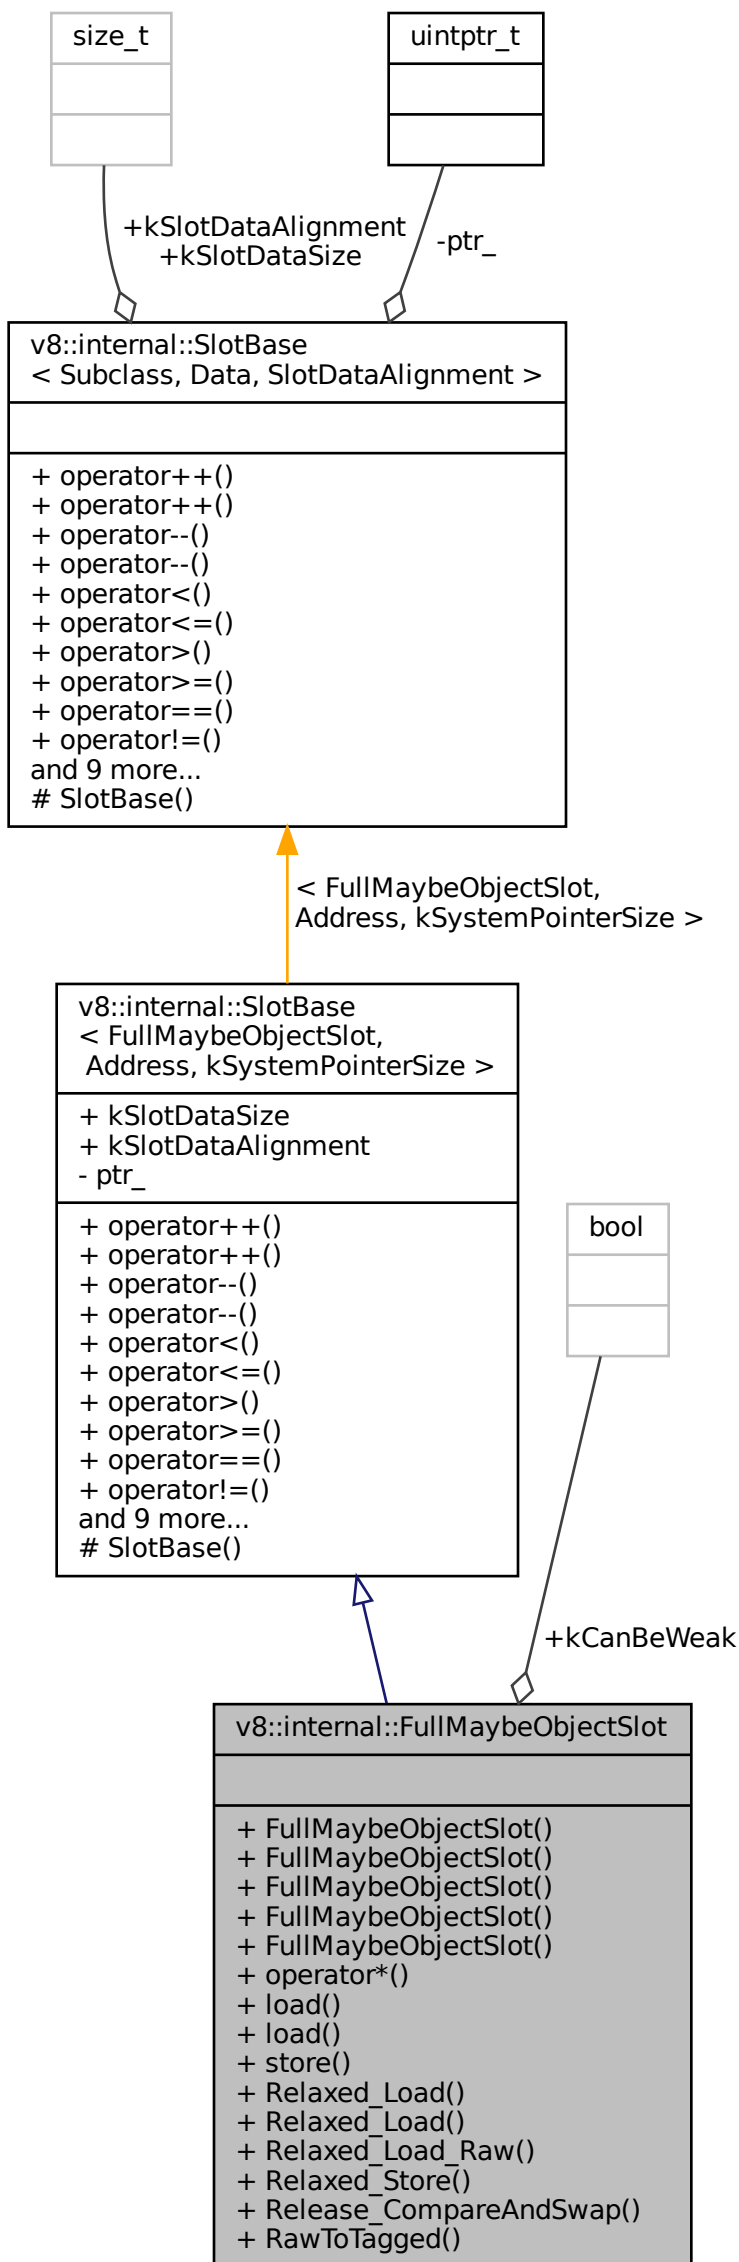 size_t
uintptr_t
+kSlotDataAlignment
+kSlotDataSize
-ptr_
v8::internal::SlotBase
< Subclass, Data, SlotDataAlignment >
+ operator++()
+ operator++()
+ operator--()
+ operator--()
+ operator<()
+ operator<=()
+ operator>()
+ operator>=()
+ operator==()
+ operator!=()
and 9 more...
# SlotBase()
< FullMaybeObjectSlot,
Address, kSystemPointerSize >
v8::internal::SlotBase
< FullMaybeObjectSlot,
Address, kSystemPointerSize >
+ kSlotDataSize
+ kSlotDataAlignment
- ptr_
+ operator++()
+ operator++()
+ operator--()
+ operator--()
+ operator<()
+ operator<=()
+ operator>()
+ operator>=()
+ operator==()
+ operator!=()
and 9 more...
# SlotBase()
bool
+kCanBeWeak
v8::internal::FullMaybeObjectSlot
+ FullMaybeObjectSlot()
+ FullMaybeObjectSlot()
+ FullMaybeObjectSlot()
+ FullMaybeObjectSlot()
+ FullMaybeObjectSlot()
+ operator*()
+ load()
+ load()
+ store()
+ Relaxed_Load()
+ Relaxed_Load()
+ Relaxed_Load_Raw()
+ Relaxed_Store()
+ Release_CompareAndSwap()
+ RawToTagged()